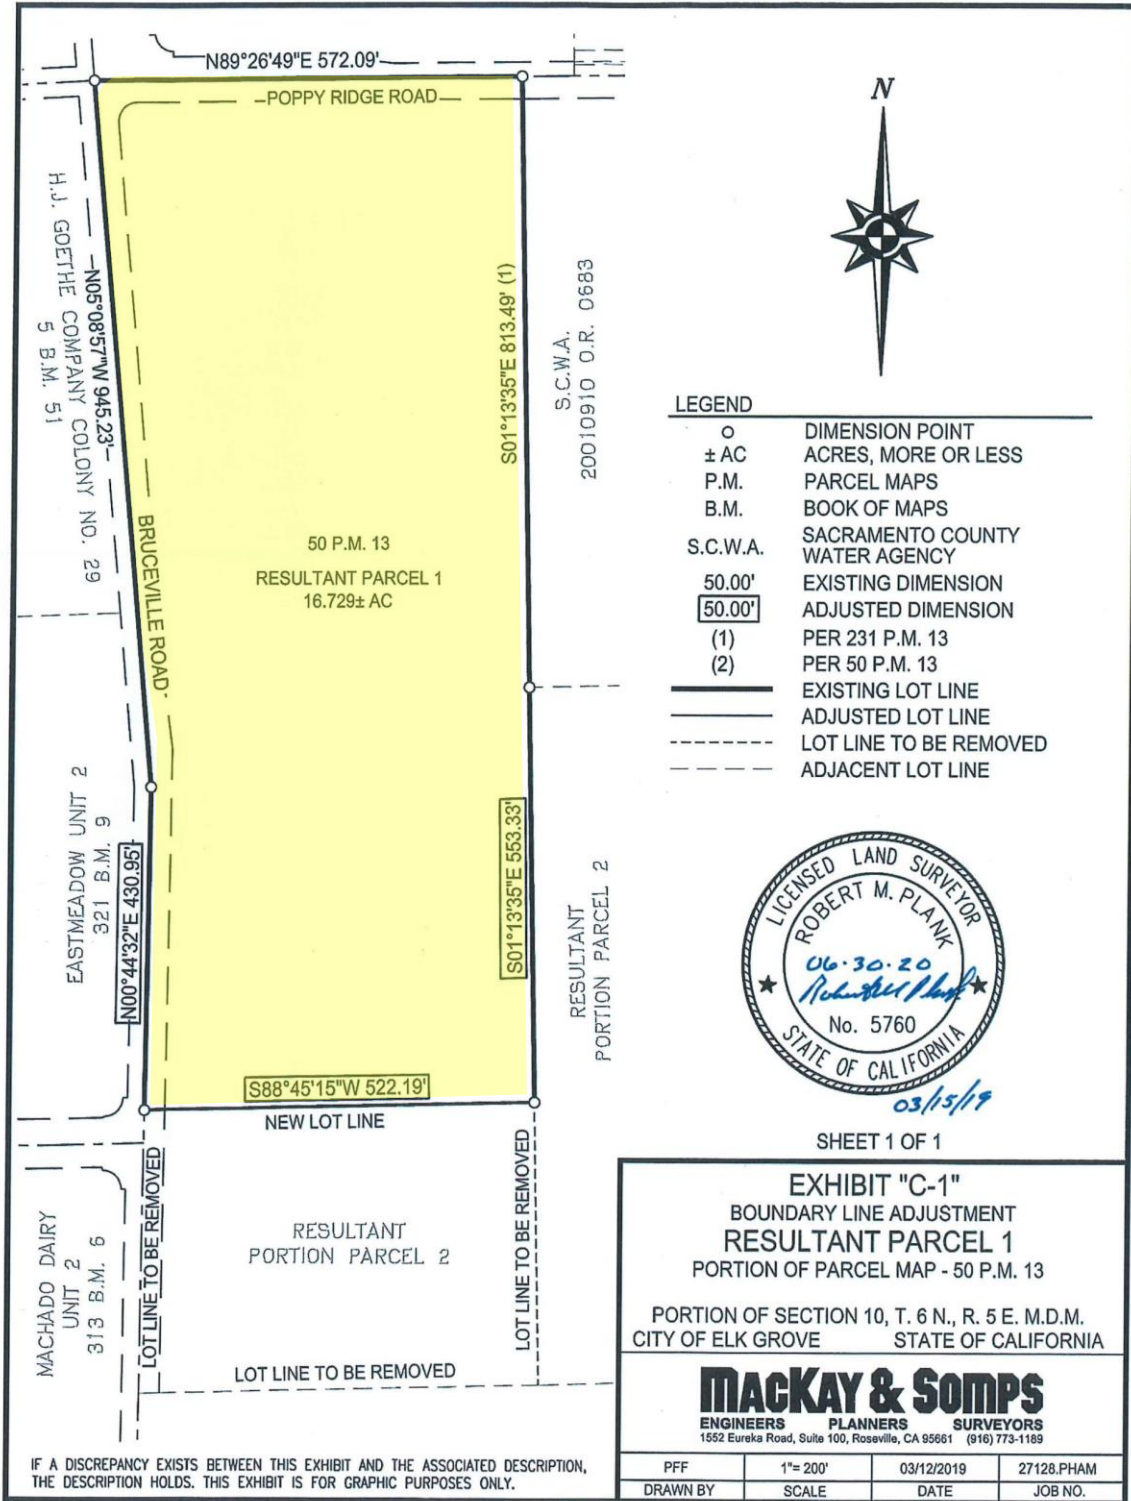 N89°26'49"E 572.09'
POPPY RIDGE ROAD
N05°08'57"W 945.23'
H.J. GOETHE COMPANY COLONY NO. 29
5 B.M. 51
BRUCEVILLE ROAD
S01°13'35"E 813.49' (1)
S.C.W.A.
20010910 O.R. 0683
50 P.M. 13
RESULTANT PARCEL 1
16.729± AC
EASTMEADOW UNIT 2
321 B.M. 9
N00°44'32"E 430.95'
S01°13'35"E 553.33'
RESULTANT
PORTION PARCEL 2
S88°45'15"W 522.19'
NEW LOT LINE
LOT LINE TO BE REMOVED
RESULTANT
PORTION PARCEL 2
LOT LINE TO BE REMOVED
MACHADO DAIRY
UNIT 2
313 B.M. 6
LOT LINE TO BE REMOVED
IF A DISCREPANCY EXISTS BETWEEN THIS EXHIBIT AND THE ASSOCIATED DESCRIPTION,
THE DESCRIPTION HOLDS. THIS EXHIBIT IS FOR GRAPHIC PURPOSES ONLY.
N
LEGEND
O DIMENSION POINT
± AC ACRES, MORE OR LESS
P.M. PARCEL MAPS
B.M. BOOK OF MAPS
S.C.W.A. SACRAMENTO COUNTY
WATER AGENCY
50.00' EXISTING DIMENSION
50.00' ADJUSTED DIMENSION
(1) PER 231 P.M. 13
(2) PER 50 P.M. 13
EXISTING LOT LINE
ADJUSTED LOT LINE
LOT LINE TO BE REMOVED
ADJACENT LOT LINE
LICENSED LAND SURVEYOR
ROBERT M. PLANK
06·30·20
Robert M Plank
No. 5760
STATE OF CALIFORNIA
03/15/19
SHEET 1 OF 1
EXHIBIT "C-1"
BOUNDARY LINE ADJUSTMENT
RESULTANT PARCEL 1
PORTION OF PARCEL MAP - 50 P.M. 13
PORTION OF SECTION 10, T. 6 N., R. 5 E. M.D.M.
CITY OF ELK GROVE STATE OF CALIFORNIA
MACKAY & SOMPS
ENGINEERS PLANNERS SURVEYORS
1552 Eureka Road, Suite 100, Roseville, CA 95661 (916) 773-1189
PFF 1"= 200' 03/12/2019 27128.PHAM
DRAWN BY SCALE DATE JOB NO.